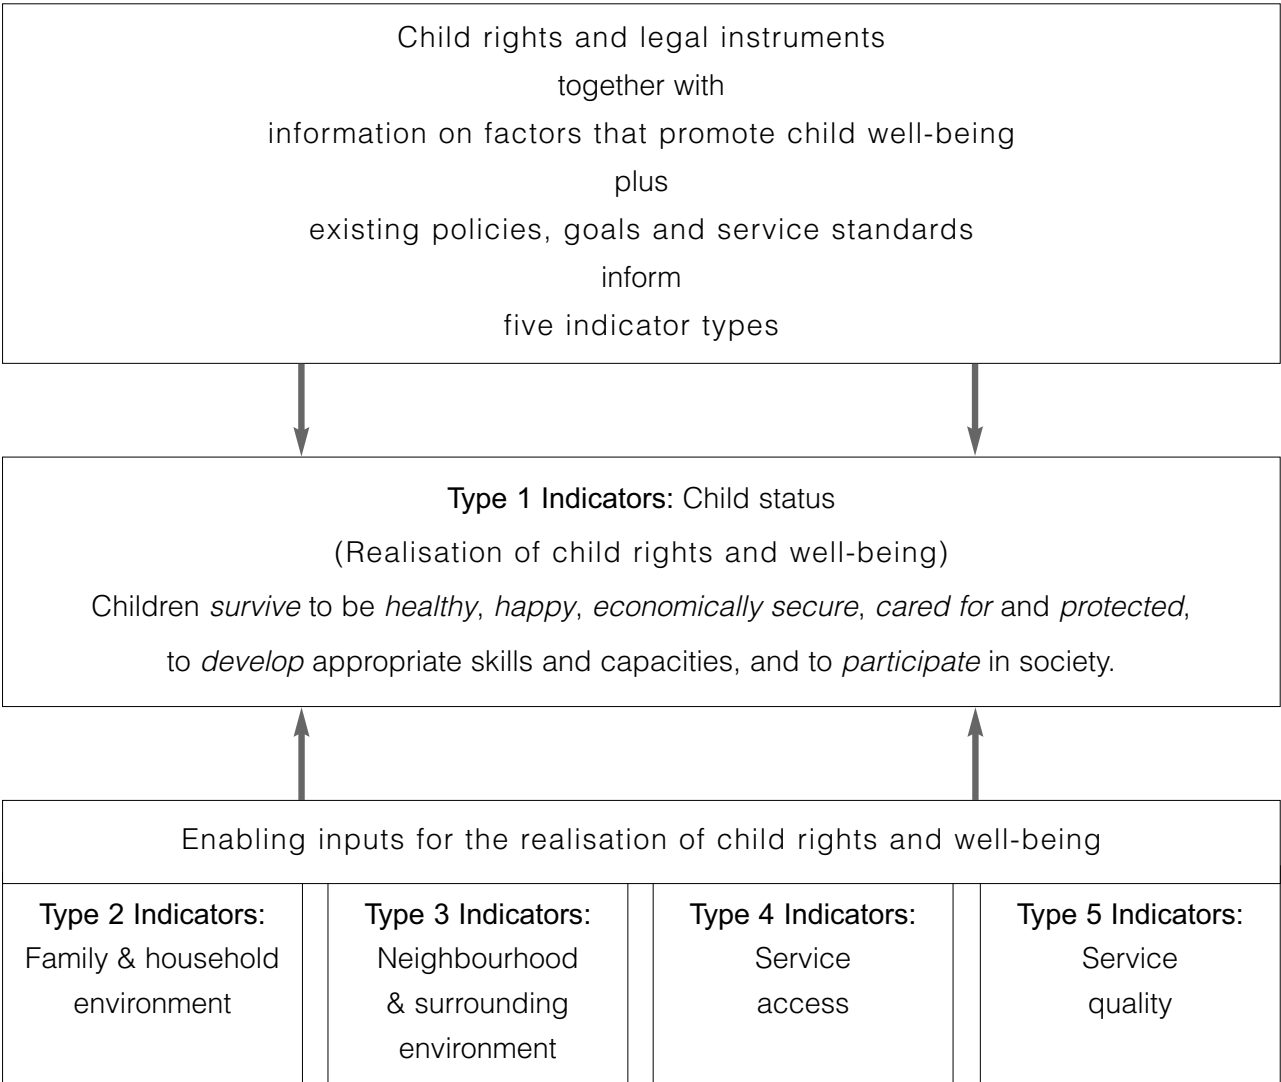 Child rights and legal instruments
together with
information on factors that promote child well-being
plus
existing policies, goals and service standards
inform
five indicator types
Type 1 Indicators: Child status
(Realisation of child rights and well-being)
Children survive to be healthy, happy, economically secure, cared for and protected,
to develop appropriate skills and capacities, and to participate in society.
Enabling inputs for the realisation of child rights and well-being
Type 2 Indicators:
Family & household
environment
Type 3 Indicators:
Neighbourhood
& surrounding
environment
Type 4 Indicators:
Service
access
Type 5 Indicators:
Service
quality